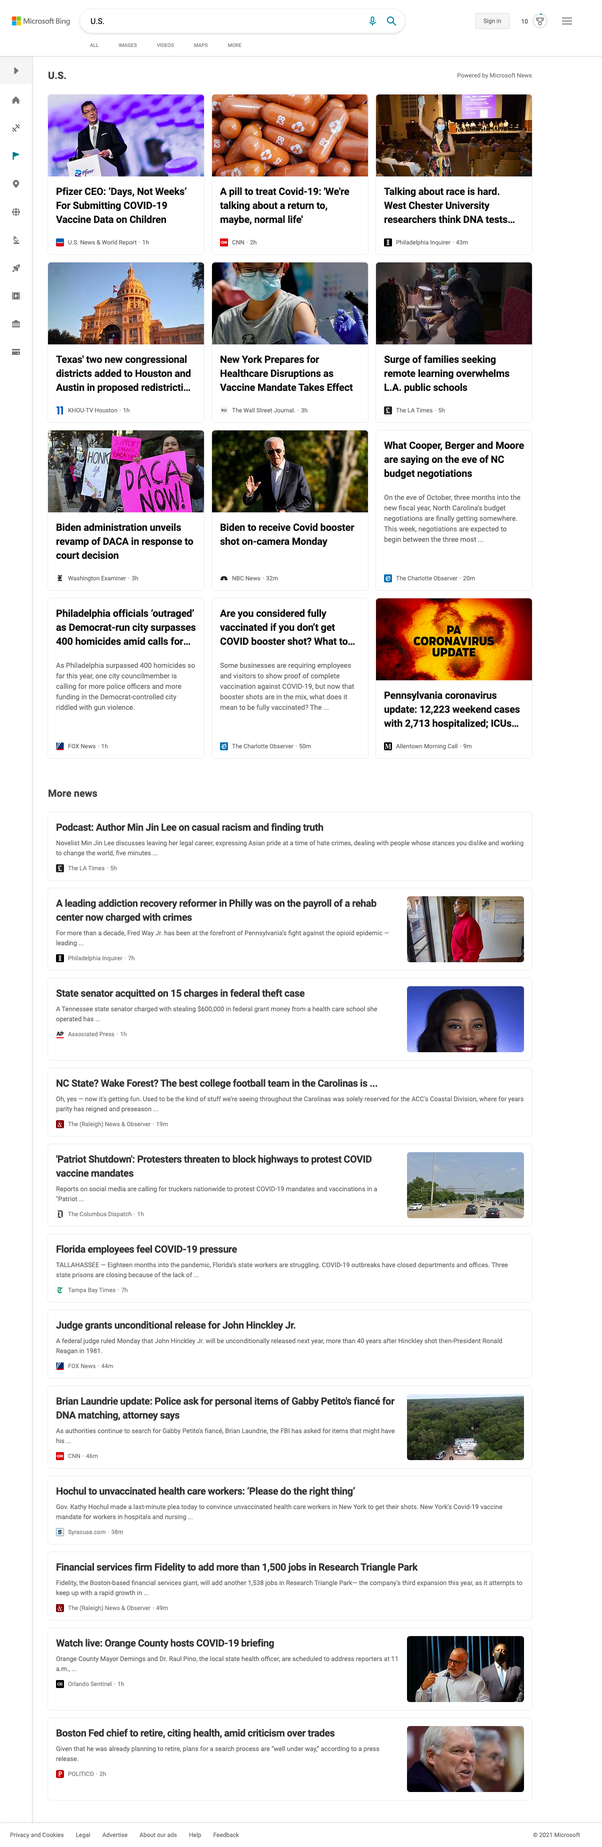 Microsoft Bing
U.S.
Sign in
10
ALL IMAGES VIDEOS MAPS MORE
U.S.
Powered by Microsoft News
Pfizer CEO: ‘Days, Not Weeks’
For Submitting COVID-19
Vaccine Data on Children
U.S. News & World Report · 1h
A pill to treat Covid-19: 'We're
talking about a return to,
maybe, normal life'
CNN · 2h
Talking about race is hard.
West Chester University
researchers think DNA tests...
Philadelphia Inquirer · 43m
Texas' two new congressional
districts added to Houston and
Austin in proposed redistricti...
KHOU-TV Houston · 1h
New York Prepares for
Healthcare Disruptions as
Vaccine Mandate Takes Effect
The Wall Street Journal. · 3h
Surge of families seeking
remote learning overwhelms
L.A. public schools
The LA Times · 5h
HONK
DACA
NOW!
Biden administration unveils
revamp of DACA in response to
court decision
Washington Examiner · 3h
Biden to receive Covid booster
shot on-camera Monday
NBC News · 32m
What Cooper, Berger and Moore
are saying on the eve of NC
budget negotiations
On the eve of October, three months into the
new fiscal year, North Carolina's budget
negotiations are finally getting somewhere.
This week, negotiations are expected to
begin between the three most ...
The Charlotte Observer · 20m
Philadelphia officials ‘outraged’
as Democrat-run city surpasses
400 homicides amid calls for...
As Philadelphia surpassed 400 homicides so
far this year, one city councilmember is
calling for more police officers and more
funding in the Democrat-controlled city
riddled with gun violence.
FOX News · 1h
Are you considered fully
vaccinated if you don’t get
COVID booster shot? What to...
Some businesses are requiring employees
and visitors to show proof of complete
vaccination against COVID-19, but now that
booster shots are in the mix, what does it
mean to be fully vaccinated? The ...
The Charlotte Observer · 50m
PA
CORONAVIRUS
UPDATE
Pennsylvania coronavirus
update: 12,223 weekend cases
with 2,713 hospitalized; ICUs...
Allentown Morning Call · 9m
More news
Podcast: Author Min Jin Lee on casual racism and finding truth
Novelist Min Jin Lee discusses leaving her legal career, expressing Asian pride at a time of hate crimes, dealing with people whose stances you dislike and working
to change the world, five minutes ...
The LA Times · 5h
A leading addiction recovery reformer in Philly was on the payroll of a rehab
center now charged with crimes
For more than a decade, Fred Way Jr. has been at the forefront of Pennsylvania's fight against the opioid epidemic —
leading ...
Philadelphia Inquirer · 7h
State senator acquitted on 15 charges in federal theft case
A Tennessee state senator charged with stealing $600,000 in federal grant money from a health care school she
operated has ...
AP Associated Press · 1h
NC State? Wake Forest? The best college football team in the Carolinas is ...
Oh, yes — now it's getting fun. Used to be the kind of stuff we're seeing throughout the Carolinas was solely reserved for the ACC's Coastal Division, where for years
parity has reigned and preseason ...
The (Raleigh) News & Observer · 19m
'Patriot Shutdown': Protesters threaten to block highways to protest COVID
vaccine mandates
Reports on social media are calling for truckers nationwide to protest COVID-19 mandates and vaccinations in a
"Patriot ...
The Columbus Dispatch · 1h
Florida employees feel COVID-19 pressure
TALLAHASSEE — Eighteen months into the pandemic, Florida's state workers are struggling. COVID-19 outbreaks have closed departments and offices. Three
state prisons are closing because of the lack of ...
Tampa Bay Times · 7h
Judge grants unconditional release for John Hinckley Jr.
A federal judge ruled Monday that John Hinckley Jr. will be unconditionally released next year, more than 40 years after Hinckley shot then-President Ronald
Reagan in 1981.
FOX News · 44m
Brian Laundrie update: Police ask for personal items of Gabby Petito's fiancé for
DNA matching, attorney says
As authorities continue to search for Gabby Petito's fiancé, Brian Laundrie, the FBI has asked for items that might have
his ...
CNN · 46m
Hochul to unvaccinated health care workers: ‘Please do the right thing’
Gov. Kathy Hochul made a last-minute plea today to convince unvaccinated health care workers in New York to get their shots. New York's Covid-19 vaccine
mandate for workers in hospitals and nursing ...
Syracuse.com · 38m
Financial services firm Fidelity to add more than 1,500 jobs in Research Triangle Park
Fidelity, the Boston-based financial services giant, will add another 1,538 jobs in Research Triangle Park— the company's third expansion this year, as it attempts to
keep up with a rapid growth in ...
The (Raleigh) News & Observer · 49m
Watch live: Orange County hosts COVID-19 briefing
Orange County Mayor Demings and Dr. Raul Pino, the local state health officer, are scheduled to address reporters at 11
a.m., ...
Orlando Sentinel · 1h
Boston Fed chief to retire, citing health, amid criticism over trades
Given that he was already planning to retire, plans for a search process are “well under way,” according to a press
release.
POLITICO · 2h
Privacy and Cookies Legal Advertise About our ads Help Feedback © 2021 Microsoft